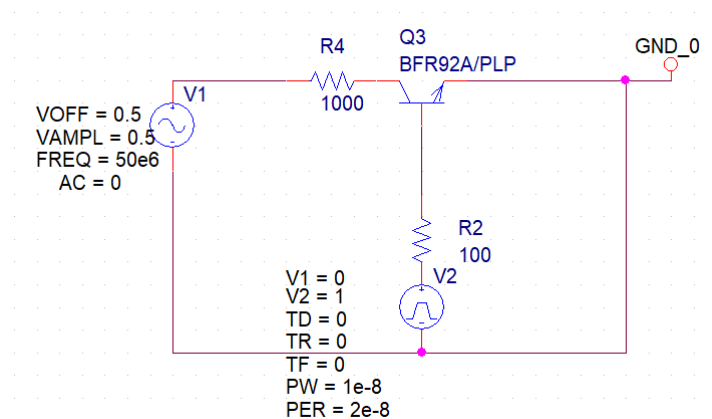 GND_0
Q3
BFR92A/PLP
R4
1000
V1
VOFF = 0.5
VAMPL = 0.5
FREQ = 50e6
AC = 0
R2
100
V2
V1 = 0
V2 = 1
TD = 0
TR = 0
TF = 0
PW = 1e-8
PER = 2e-8